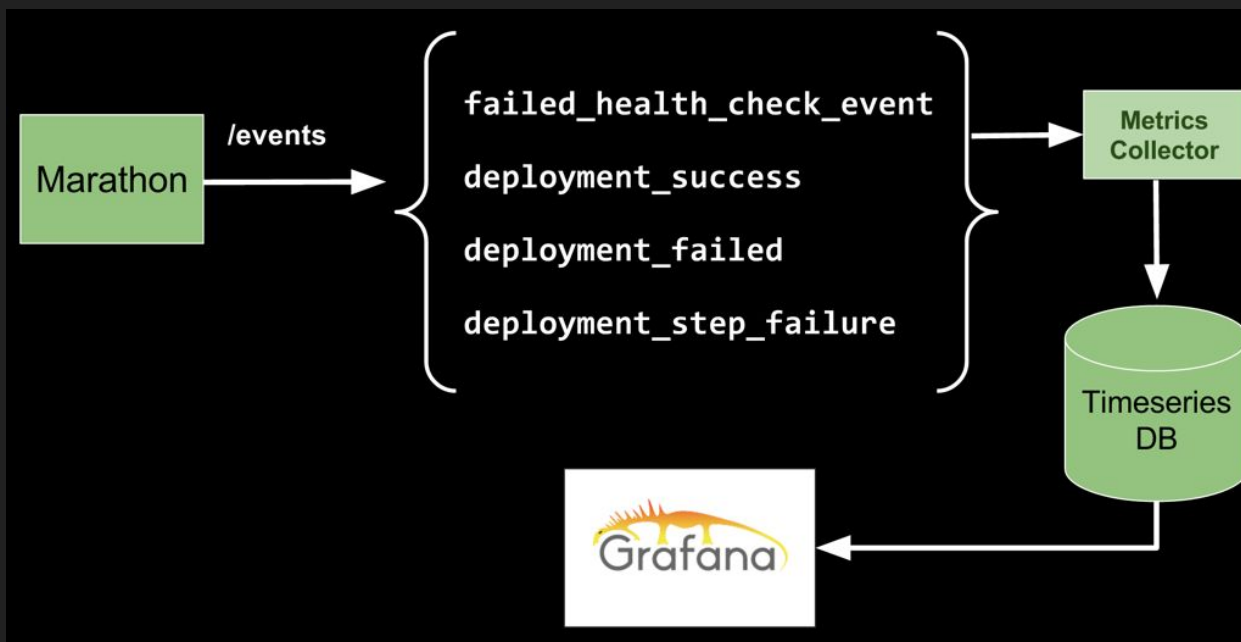 Marathon
/events
failed_health_check_event
deployment_success
deployment_failed
deployment_step_failure
Metrics
Collector
Timeseries
DB
Grafana